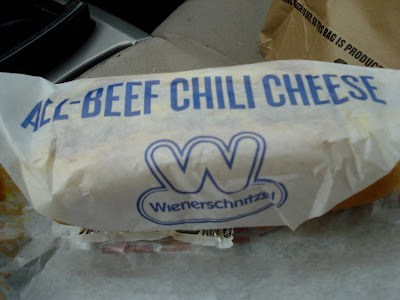 BAG IS PRODUC
ALL-BEEF CHILI CHEESE
W
Wienerschnitzel